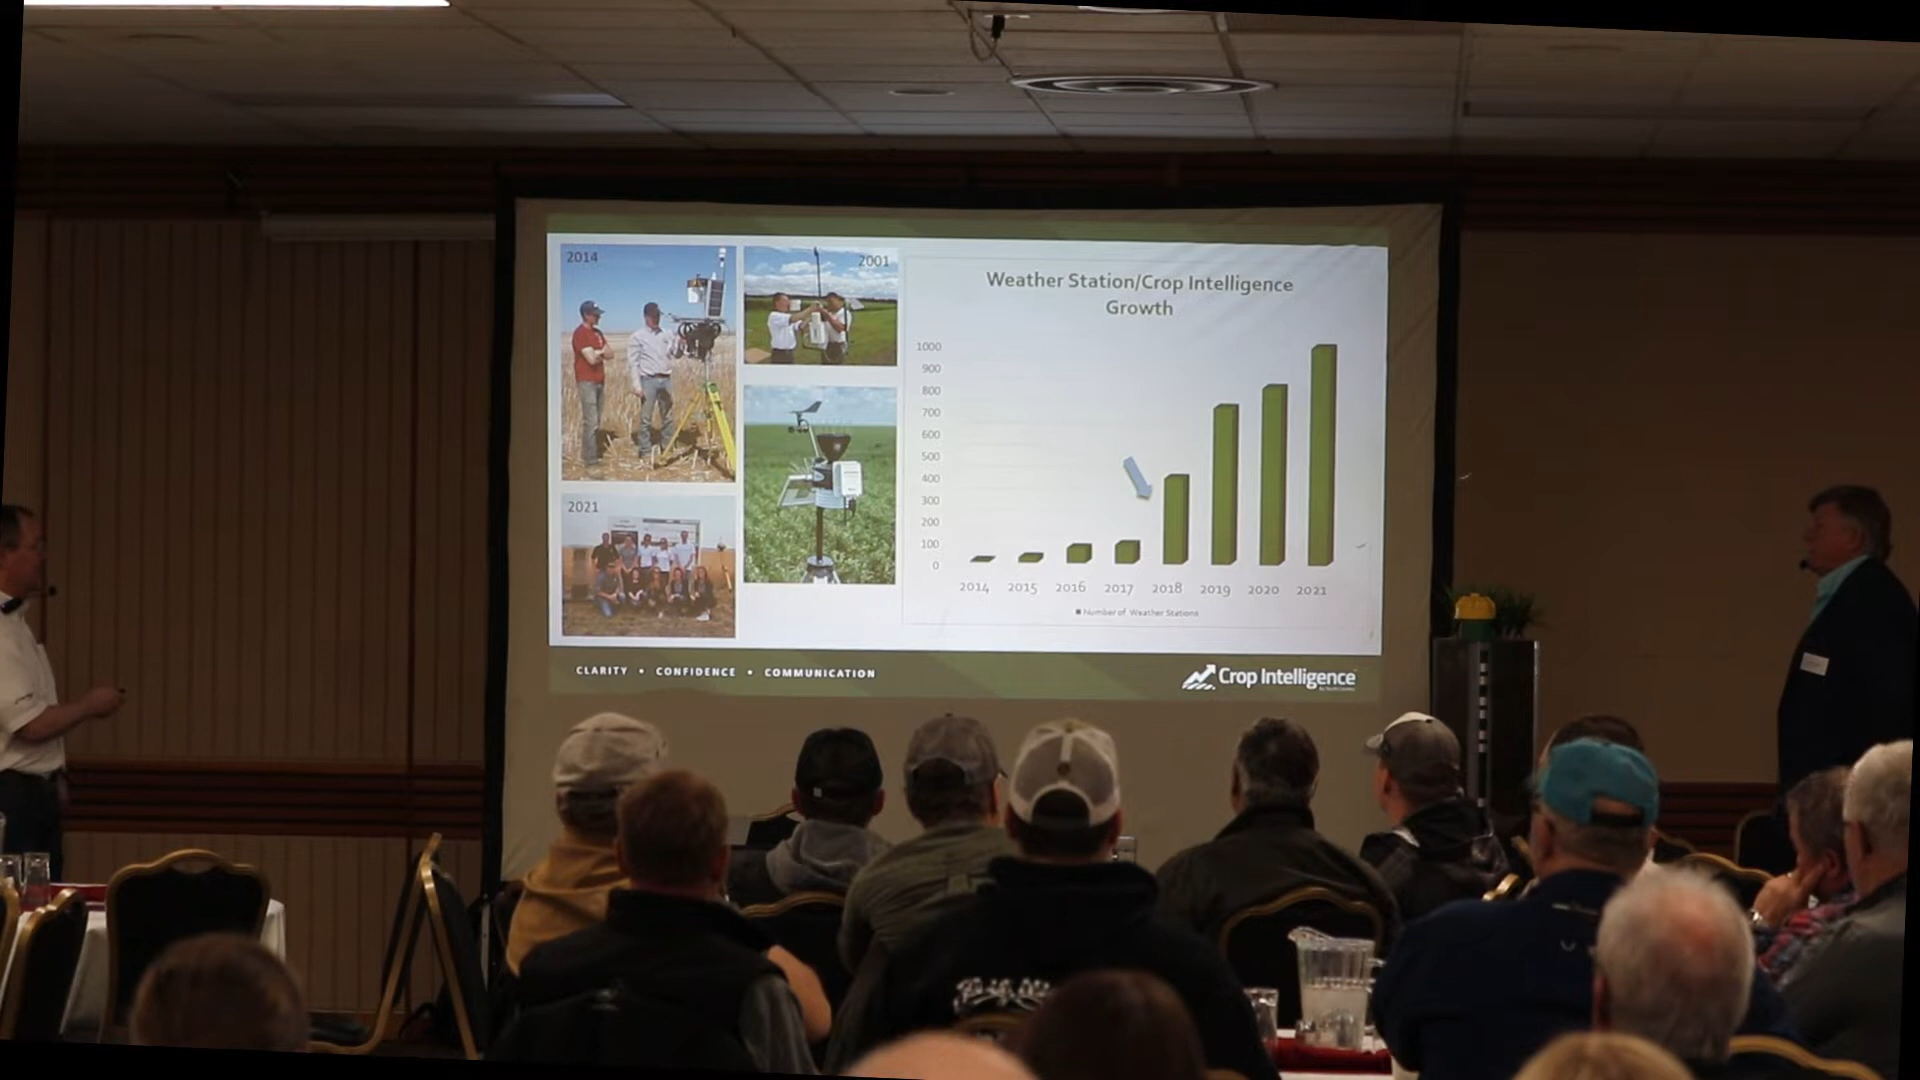 2014
2001
2021
Weather Station/Crop Intelligence
Growth
1000
900
800
700
600
500
400
300
200
100
0
2014 2015 2016 2017 2018 2019 2020 2021
Number of Weather Stations
CLARITY • CONFIDENCE • COMMUNICATION
Crop Intelligence